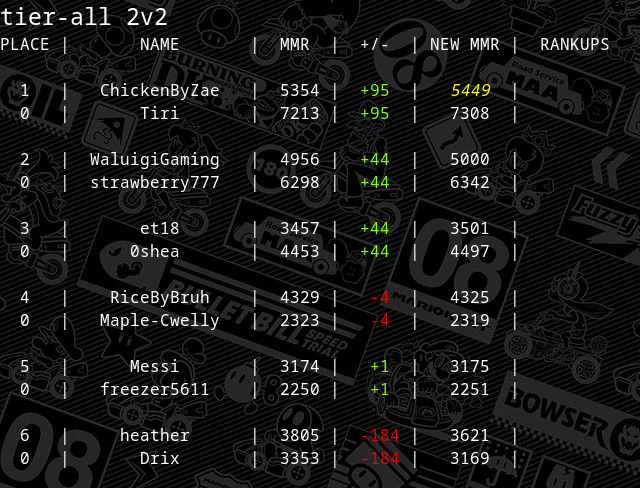 tier-all 2v2
PLACE | NAME | MMR | +/- | NEW MMR | RANKUPS
1 | ChickenByZae | 5354 | +95 | 5449 |
0 | Tiri | 7213 | +95 | 7308 |
2 | WaluigiGaming | 4956 | +44 | 5000 |
0 | strawberry777 | 6298 | +44 | 6342 |
3 | et18 | 3457 | +44 | 3501 |
0 | 0shea | 4453 | +44 | 4497 |
4 | RiceByBruh | 4329 | -4 | 4325 |
0 | Maple-Cwelly | 2323 | -4 | 2319 |
5 | Messi | 3174 | +1 | 3175 |
0 | freezer5611 | 2250 | +1 | 2251 |
6 | heather | 3805 | -184 | 3621 |
0 | Drix | 3353 | -184 | 3169 |